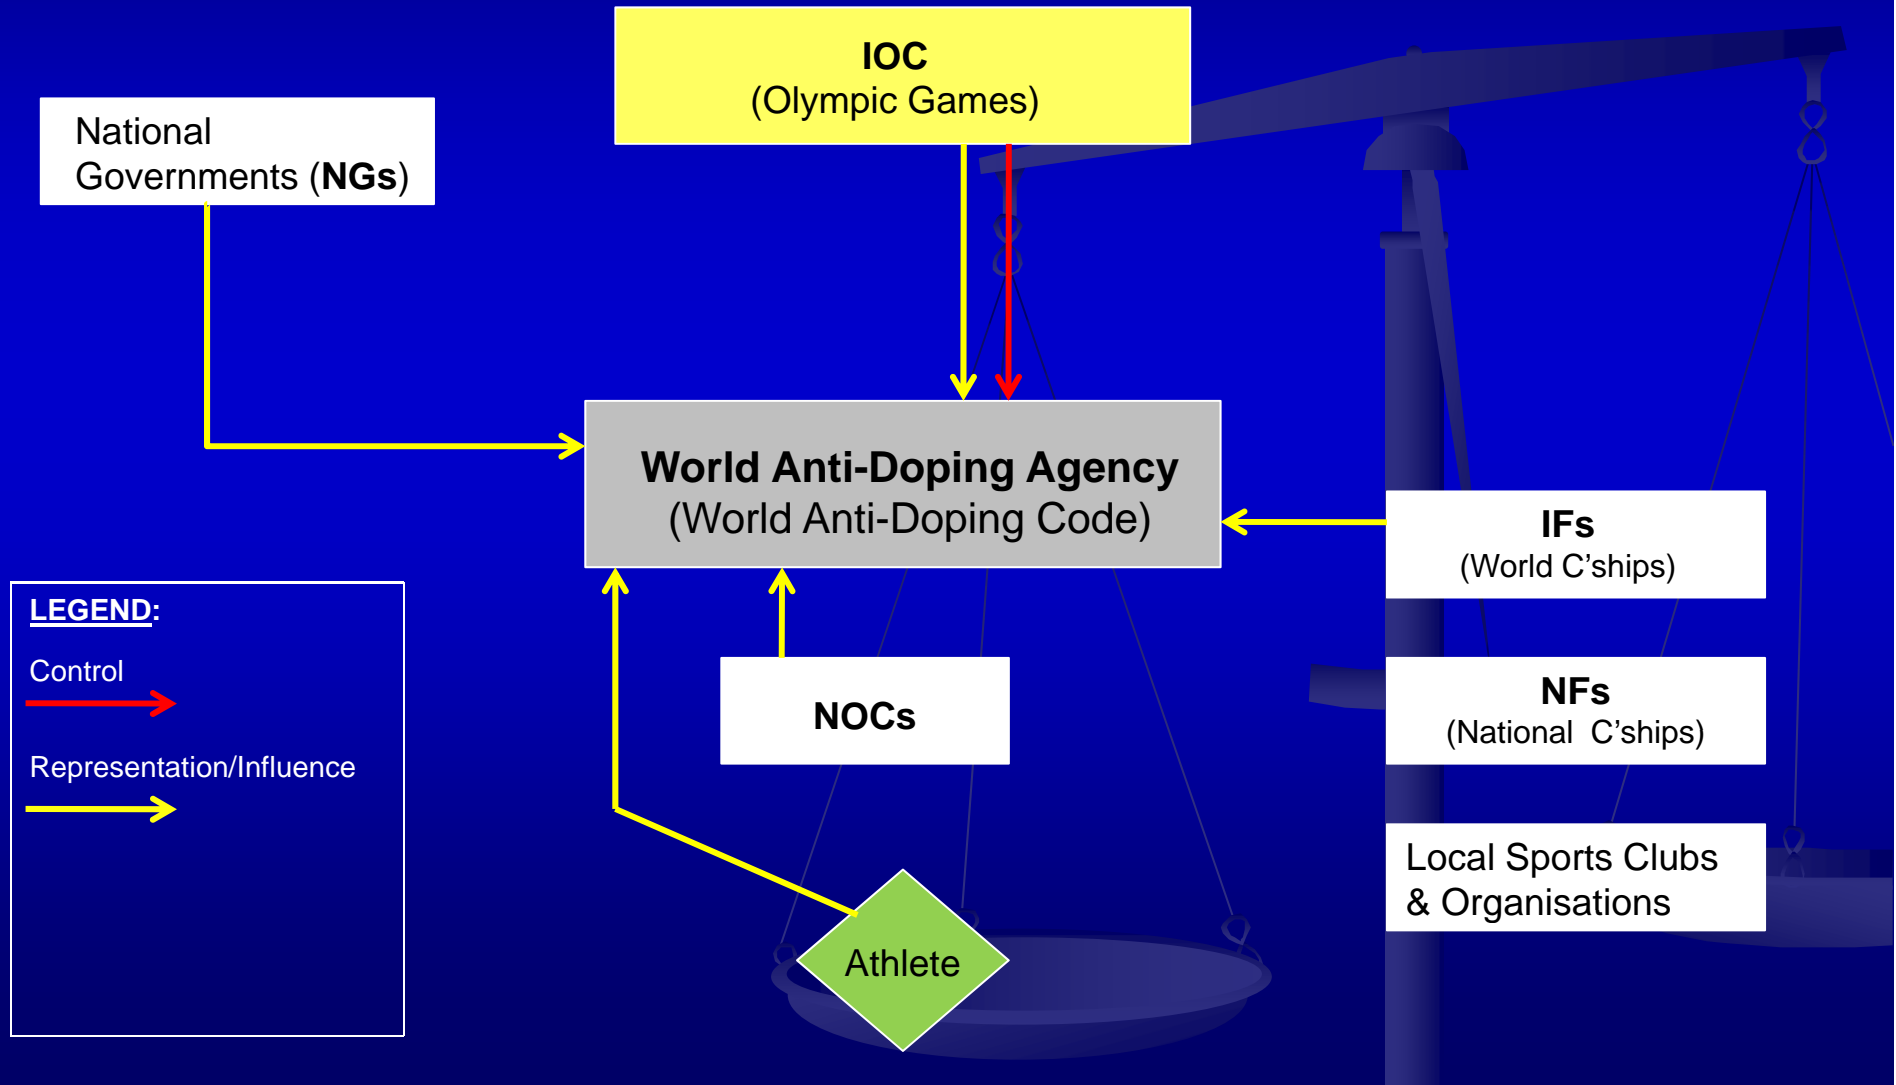 IOC
(Olympic Games)
National
Governments (NGs)
World Anti-Doping Agency
(World Anti-Doping Code)
IFs
(World C’ships)
LEGEND:
Control
Representation/Influence
NOCs
NFs
(National  C’ships)
Local Sports Clubs
& Organisations
Athlete